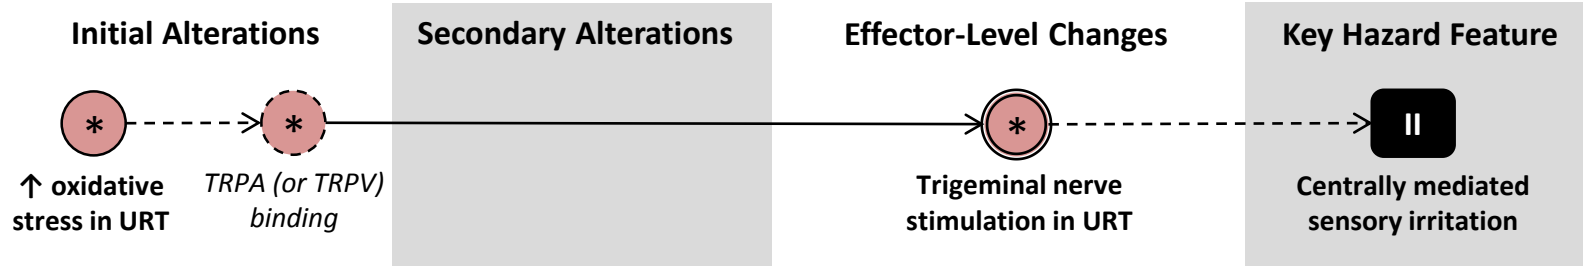 Initial Alterations
Secondary Alterations
Effector-Level Changes
Key Hazard Feature
*
*
*
II
↑ oxidative
stress in URT
TRPA (or TRPV)
binding
Trigeminal nerve
stimulation in URT
Centrally mediated
sensory irritation